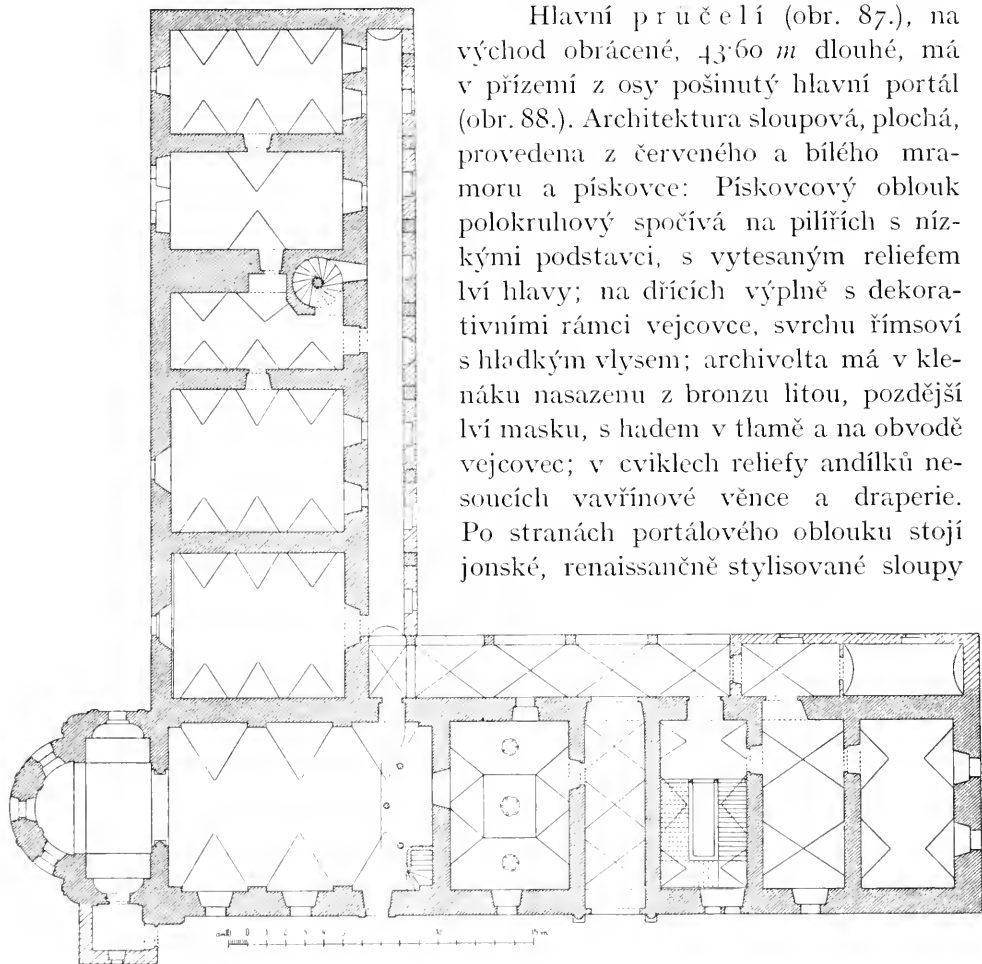 Hlavní průčelí (obr. 87.), na
východ obrácené, 43·60 m dlouhé, má
v přízemí z osy pošinutý hlavní portál
(obr. 88.). Architektura sloupová, plochá,
provedena z červeného a bílého mra-
moru a pískovce: Pískovcový oblouk
polokruhový spočívá na pilířích s níz-
kými podstavci, s vytesaným reliefem
lví hlavy; na dřících výplně s dekora-
tivními rámci vejcovce, svrchu římsoví
s hladkým vlysem; archivolta má v kle-
náku nasazenu z bronzu litou, pozdější
lví masku, s hadem v tlamě a na obvodě
vejcovec; v cviklech reliefy andílků ne-
soucích vavřínové věnce a draperie.
Po stranách portálového oblouku stojí
jonské, renaissančně stylisované sloupy